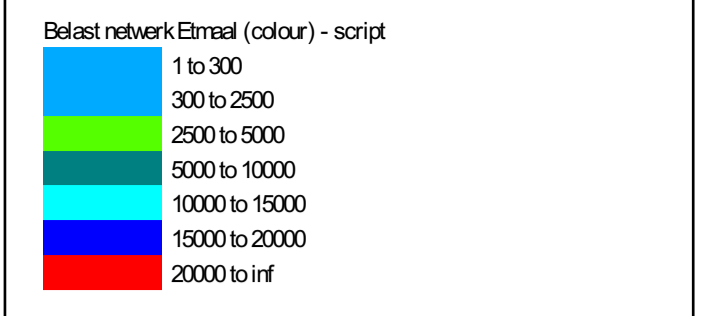 Belast netwerk Etmaal (colour) - script
1 to 300
300 to 2500
2500 to 5000
5000 to 10000
10000 to 15000
15000 to 20000
20000 to inf